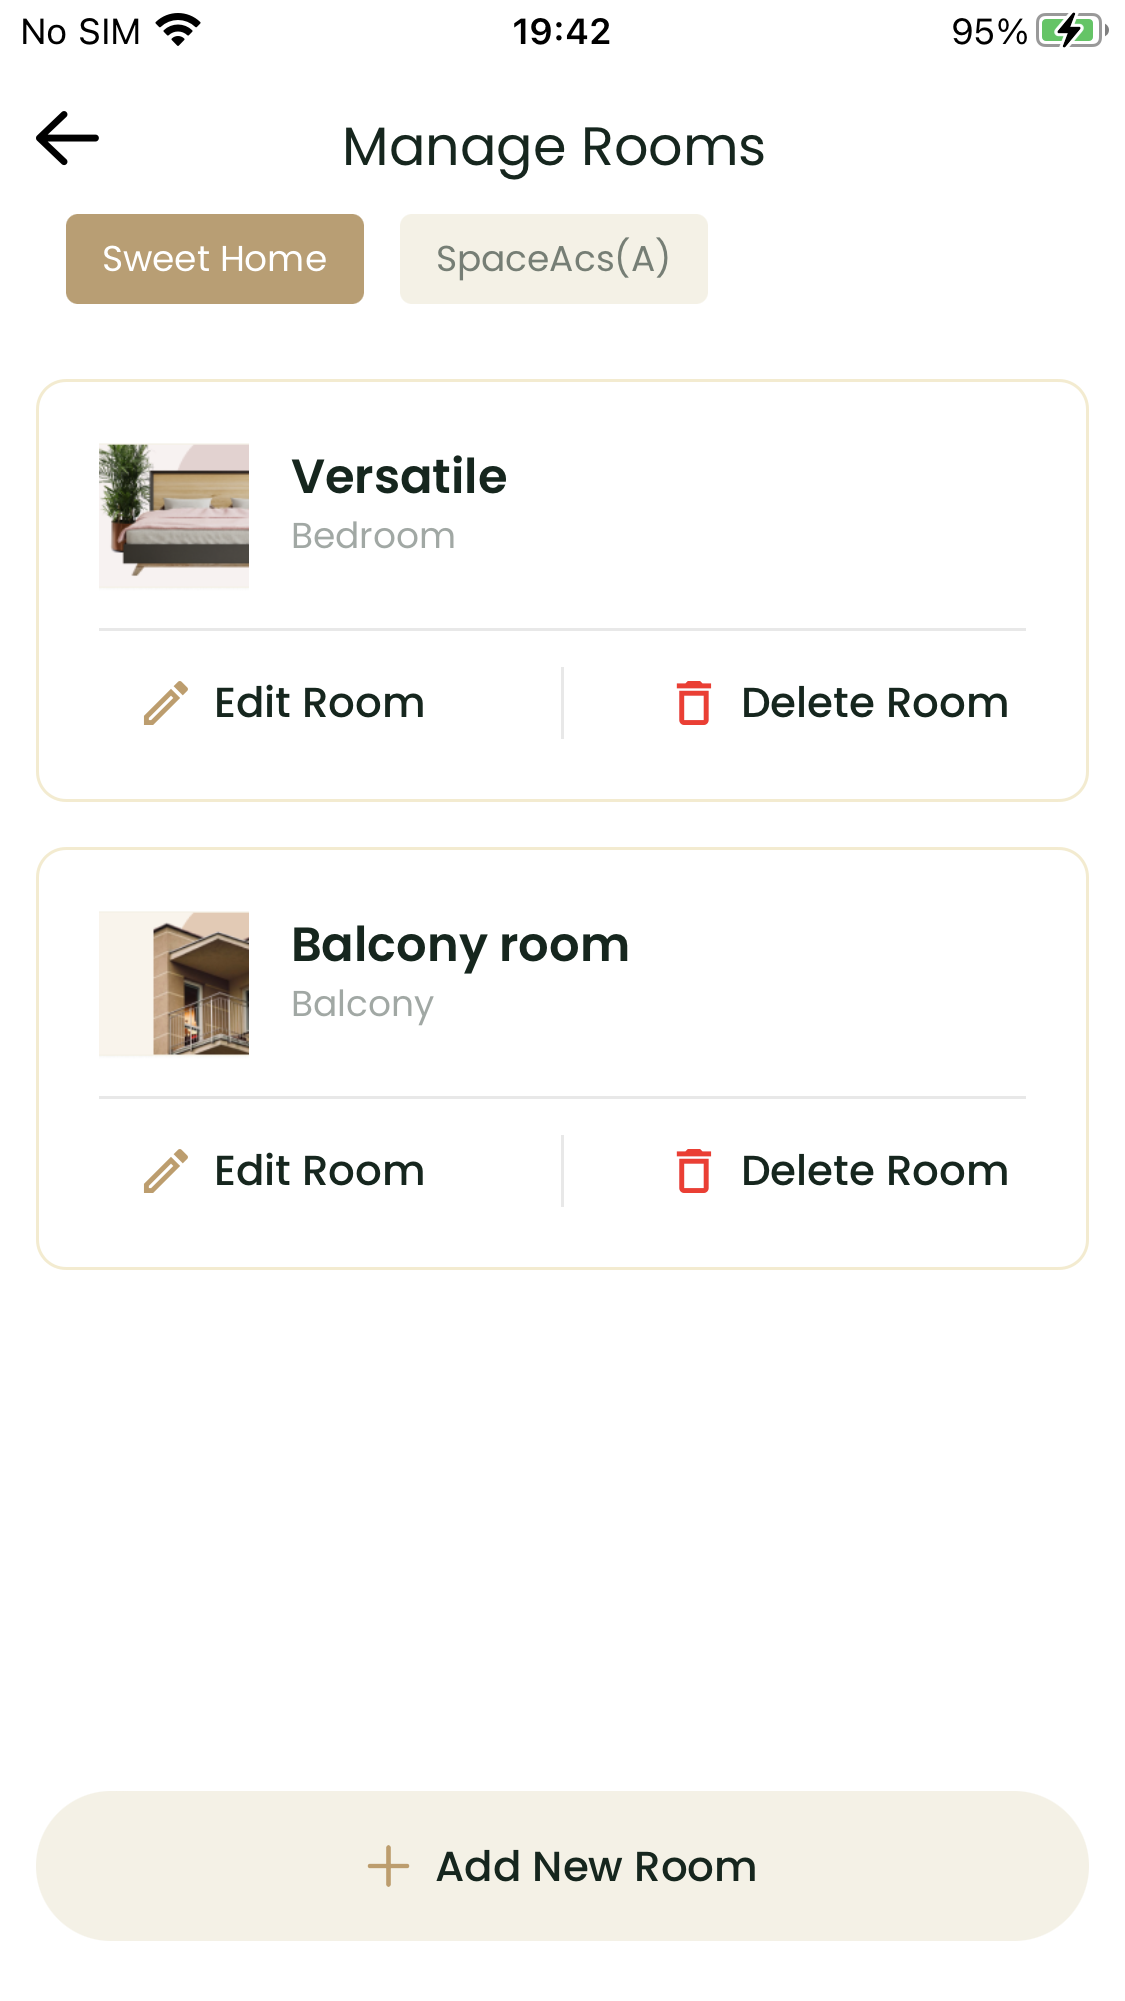 No SIM 19:42 95%
Manage Rooms
Sweet Home SpaceAcs(A)
Versatile
Bedroom
Edit Room Delete Room
Balcony room
Balcony
Edit Room Delete Room
Add New Room